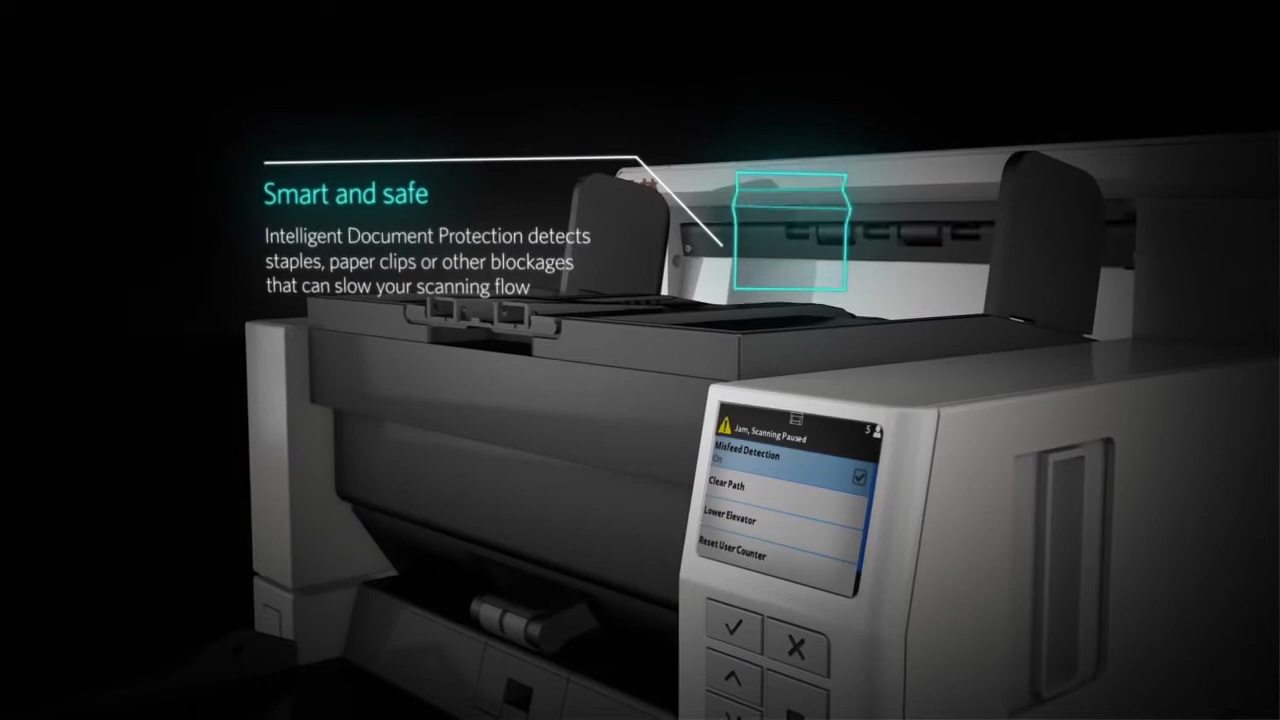 Smart and safe
Intelligent Document Protection detects
staples, paper clips or other blockages
that can slow your scanning flow
Jam, Scanning Paused
5
Misfeed Detection
On
Clear Path
Lower Elevator
Reset User Counter